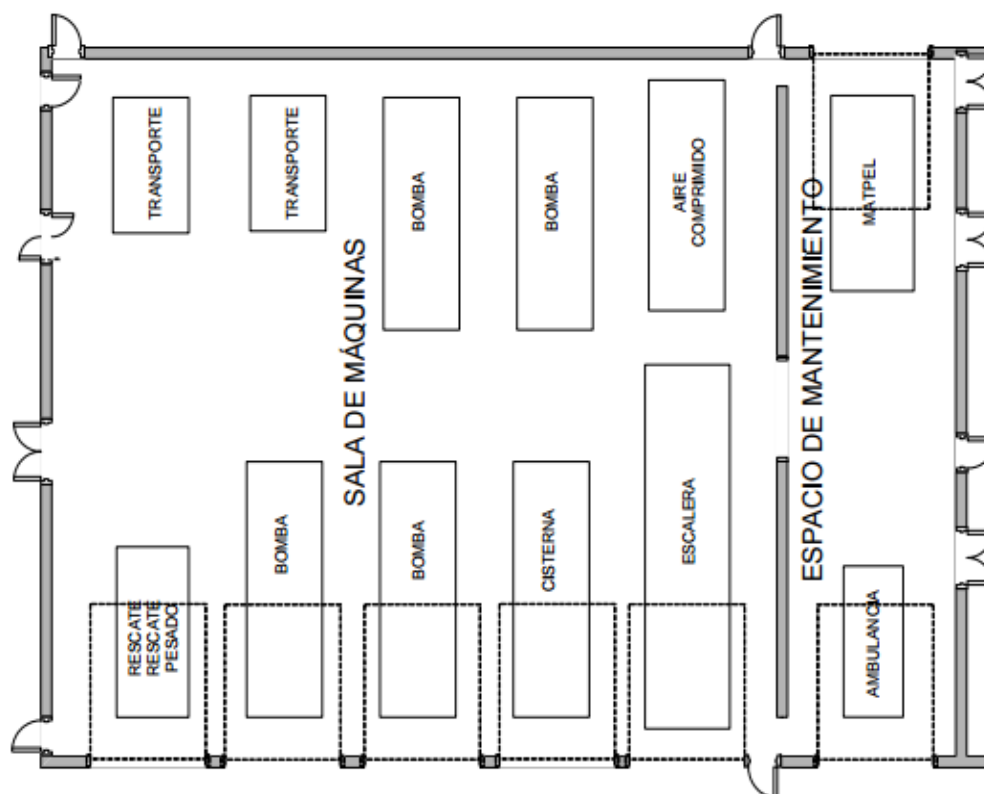 TRANSPORTE
TRANSPORTE
BOMBA
BOMBA
AIRE
COMPRIMIDO
MATPEL
SALA DE MÁQUINAS
ESPACIO DE MANTENIMIENTO
RESCATE
RESCATE
PESADO
BOMBA
BOMBA
CISTERNA
ESCALERA
AMBULANCIA